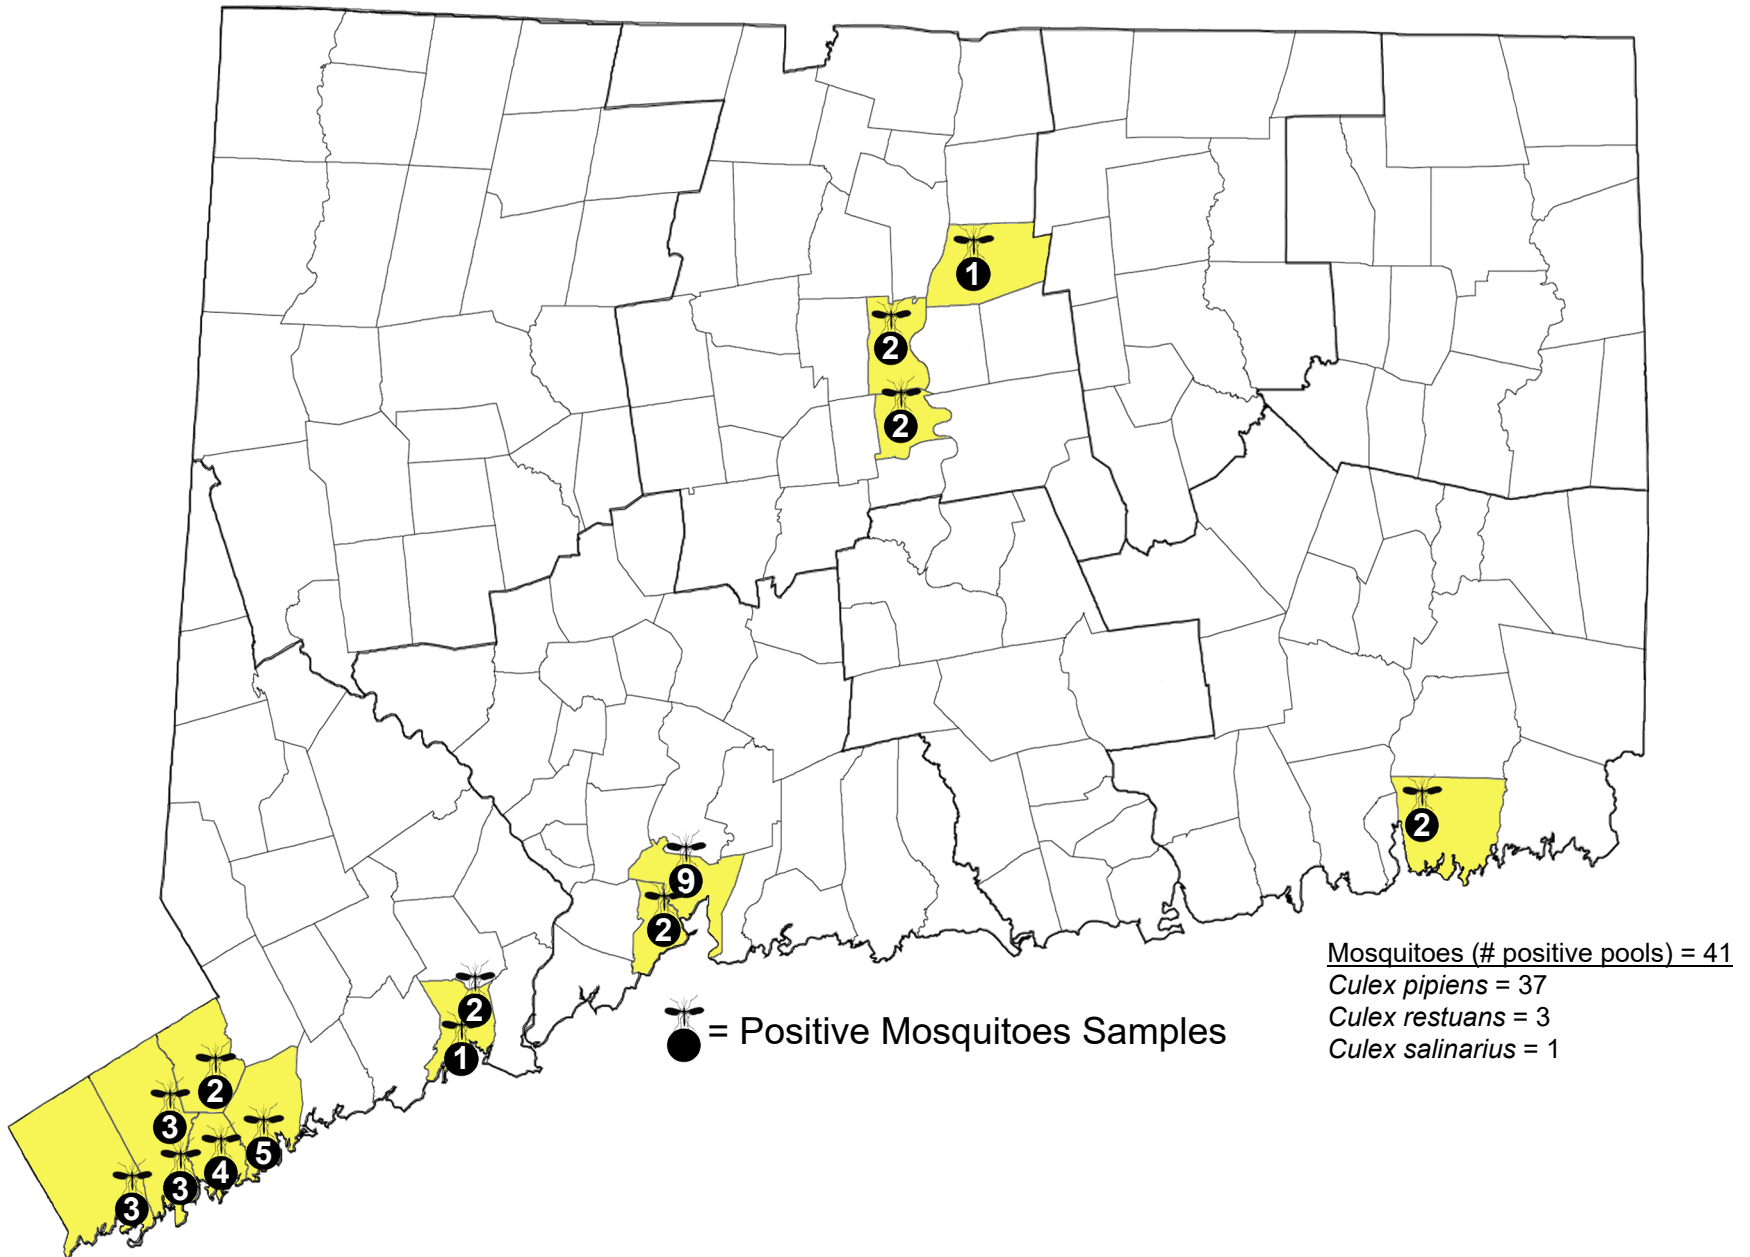 1
2
2
2
9
2
2
1
2
3
5
4
3
3
Mosquitoes (# positive pools) = 41
Culex pipiens = 37
Culex restuans = 3
Culex salinarius = 1
= Positive Mosquitoes Samples